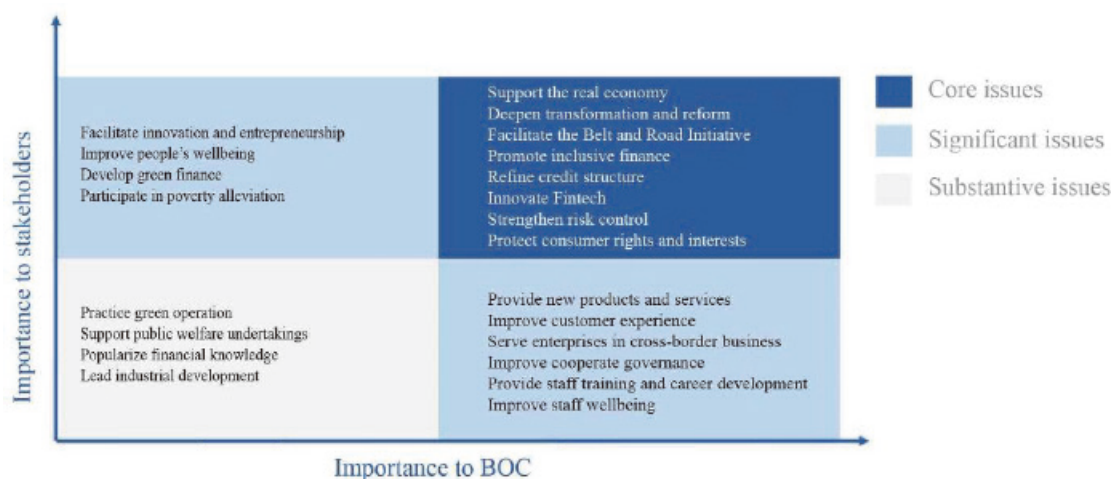 Importance to stakeholders
Facilitate innovation and entrepreneurship
Improve people's wellbeing
Develop green finance
Participate in poverty alleviation
Support the real economy
Deepen transformation and reform
Facilitate the Belt and Road Initiative
Promote inclusive finance
Refine credit structure
Innovate Fintech
Strengthen risk control
Protect consumer rights and interests
Core issues
Significant issues
Substantive issues
Practice green operation
Support public welfare undertakings
Popularize financial knowledge
Lead industrial development
Provide new products and services
Improve customer experience
Serve enterprises in cross-border business
Improve cooperate governance
Provide staff training and career development
Improve staff wellbeing
Importance to BOC